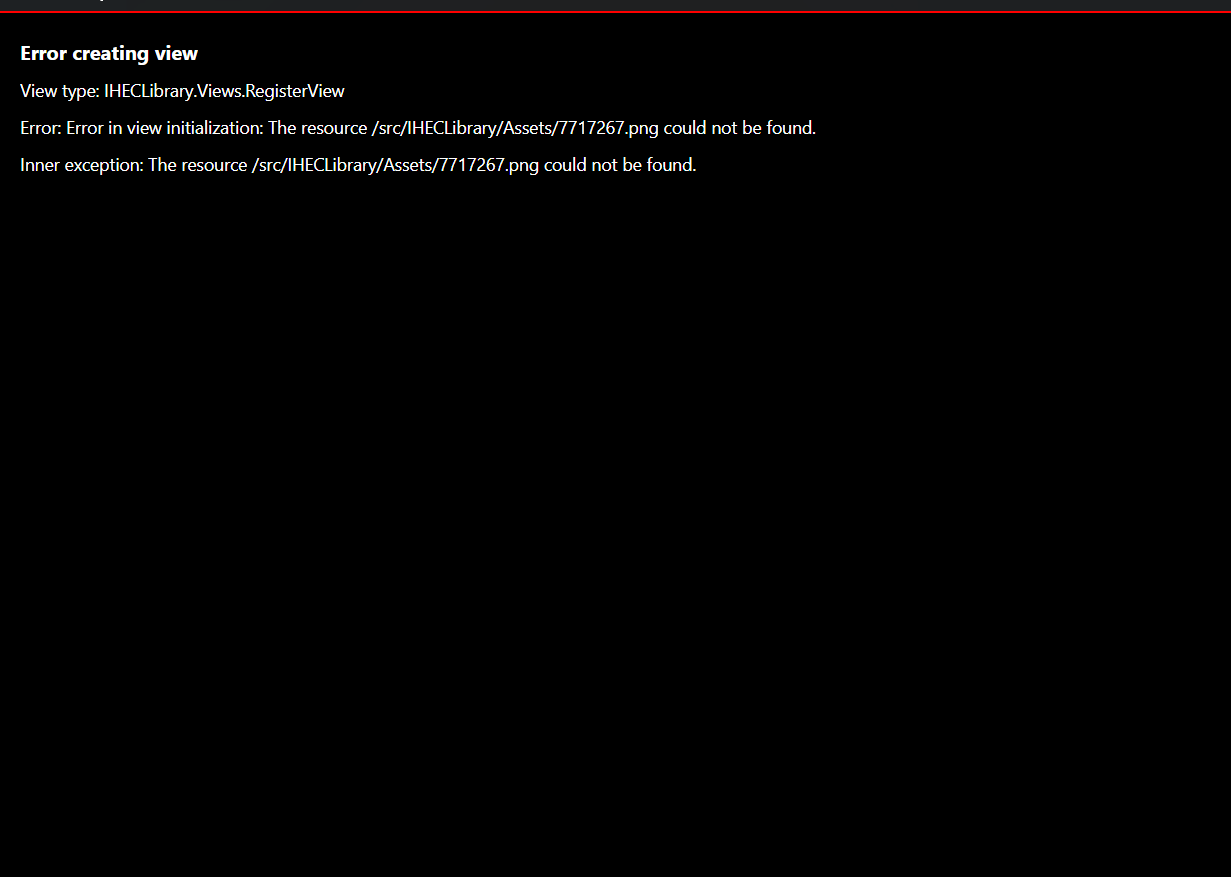 Error creating view
View type: IHECLibrary.Views.RegisterView
Error: Error in view initialization: The resource /src/IHECLibrary/Assets/7717267.png could not be found.
Inner exception: The resource /src/IHECLibrary/Assets/7717267.png could not be found.